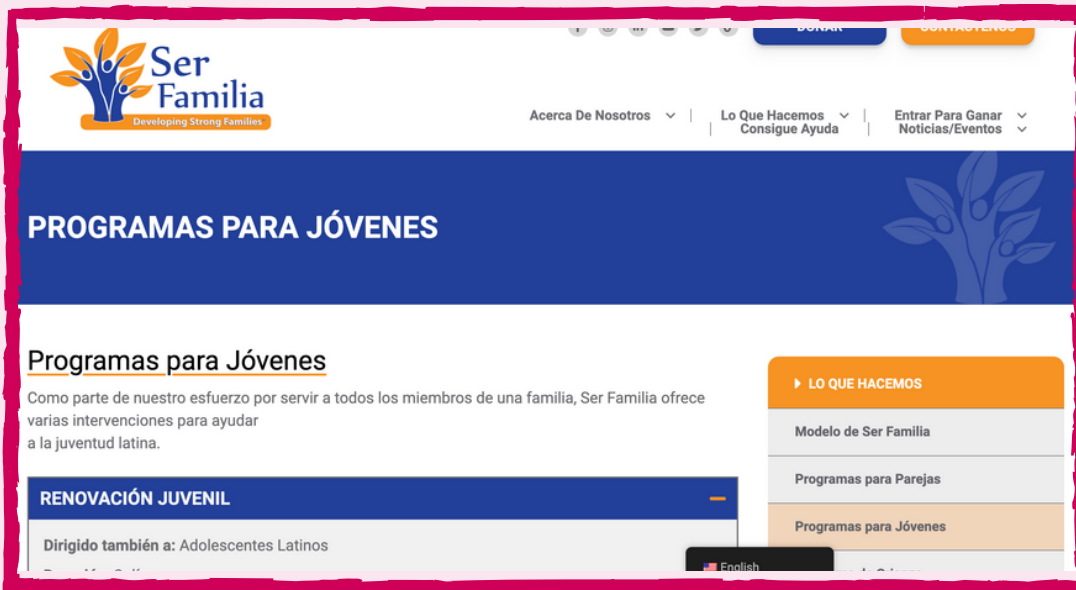 Ser
Familia
Developing Strong Families
DONAR
CONTÁCTENOS
Acerca De Nosotros
Lo Que Hacemos
Entrar Para Ganar
Consigue Ayuda
Noticias/Eventos
PROGRAMAS PARA JÓVENES
Programas para Jóvenes
Como parte de nuestro esfuerzo por servir a todos los miembros de una familia, Ser Familia ofrece
varias intervenciones para ayudar
a la juventud latina.
RENOVACIÓN JUVENIL
Dirigido también a: Adolescentes Latinos
LO QUE HACEMOS
Modelo de Ser Familia
Programas para Parejas
Programas para Jóvenes
English